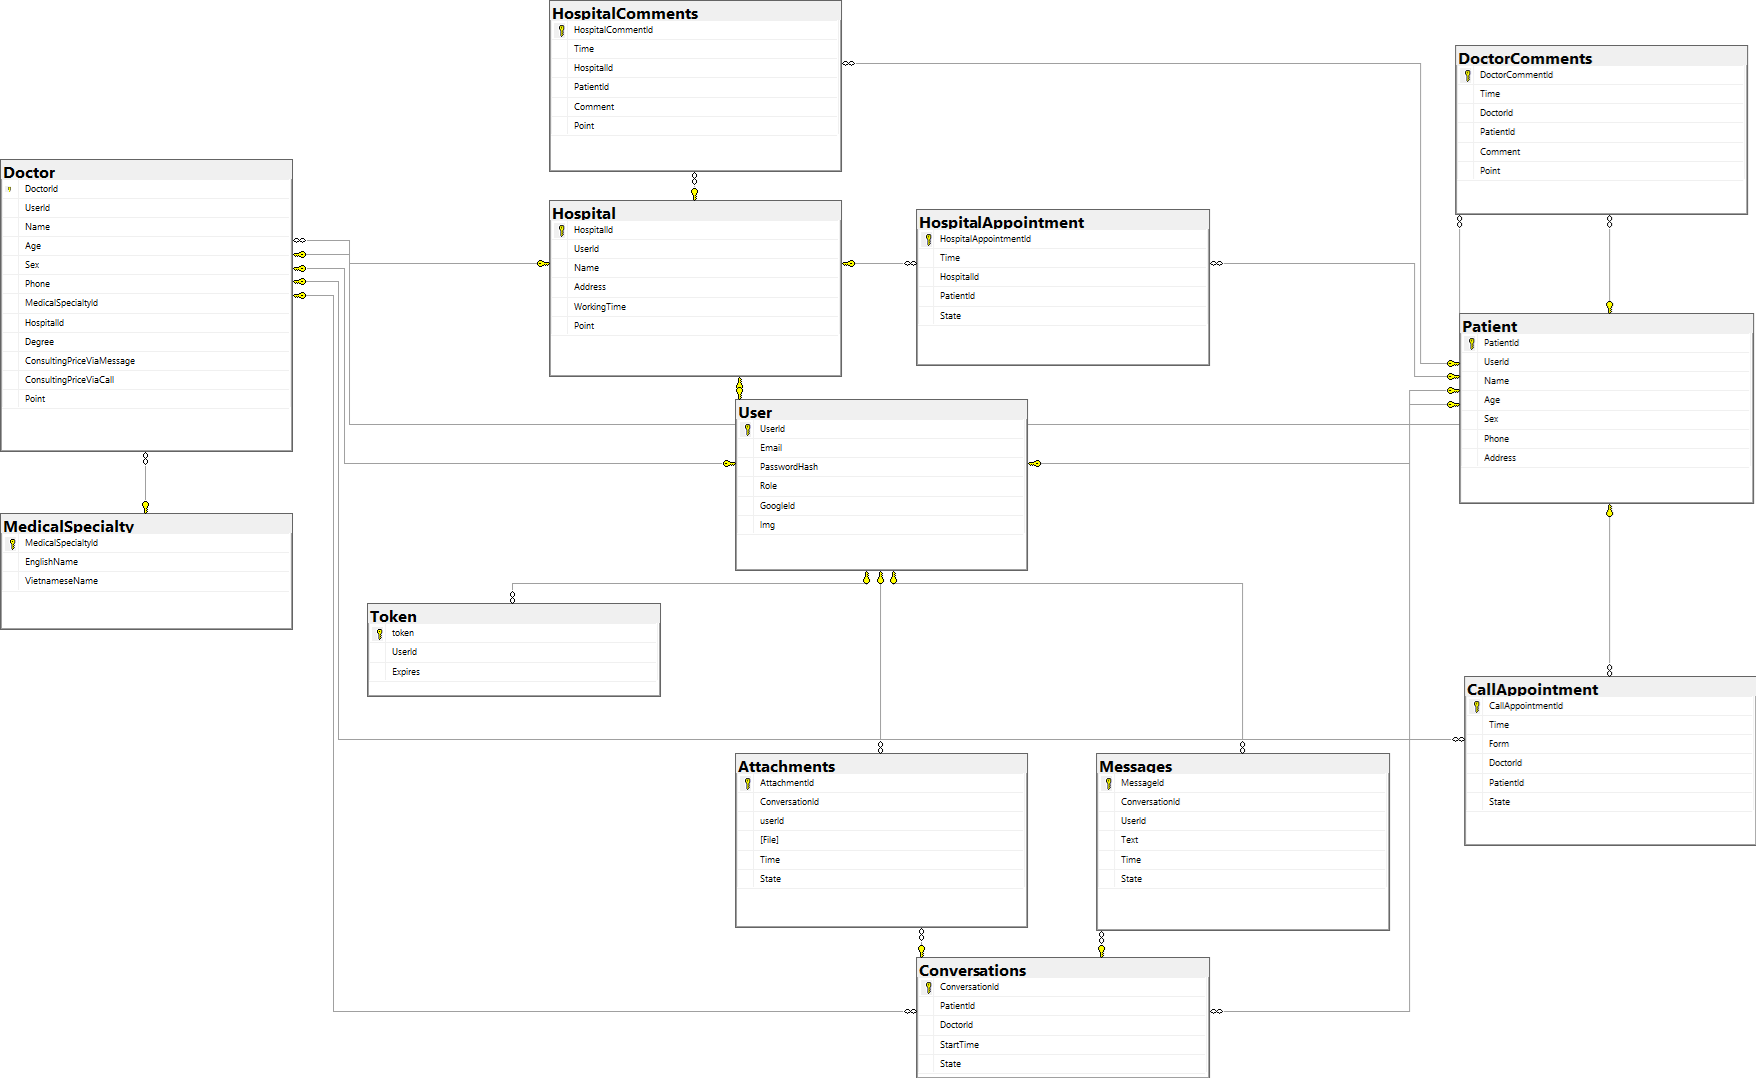 HospitalComments
HospitalCommentId
Time
HospitalId
PatientId
Comment
Point
DoctorComments
DoctorCommentId
Time
DoctorId
PatientId
Comment
Point
Doctor
DoctorId
UserId
Name
Age
Sex
Phone
MedicalSpecialtyId
HospitalId
Degree
ConsultingPriceViaMessage
ConsultingPriceViaCall
Point
Hospital
HospitalId
UserId
Name
Address
WorkingTime
Point
HospitalAppointment
HospitalAppointmentId
Time
HospitalId
PatientId
State
Patient
PatientId
UserId
Name
Age
Sex
Phone
Address
User
UserId
Email
PasswordHash
Role
GoogleId
Img
MedicalSpecialty
MedicalSpecialtyId
EnglishName
VietnameseName
Token
token
UserId
Expires
CallAppointment
CallAppointmentId
Time
Form
DoctorId
PatientId
State
Attachments
AttachmentId
ConversationId
userId
[File]
Time
State
Messages
MessageId
ConversationId
UserId
Text
Time
State
Conversations
ConversationId
PatientId
DoctorId
StartTime
State